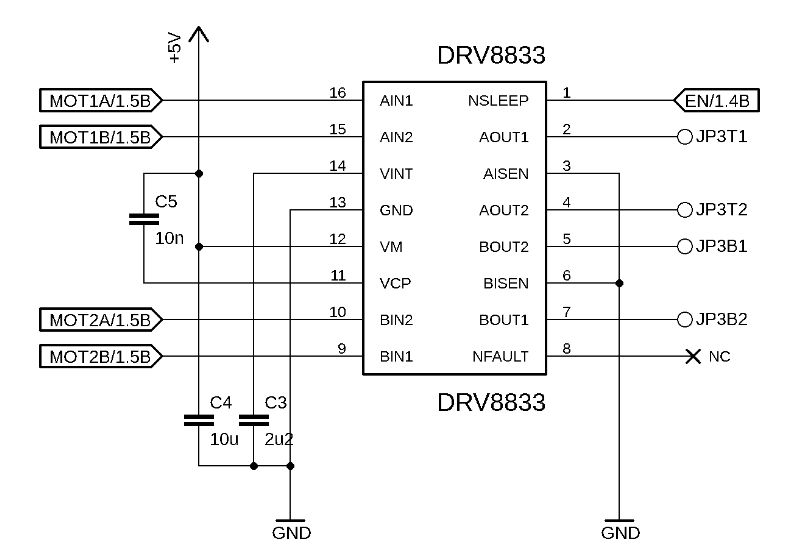 +5V
DRV8833
MOT1A/1.5B 16 AIN1 NSLEEP 1 EN/1.4B
MOT1B/1.5B 15 AIN2 AOUT1 2 JP3T1
14 VINT AISEN 3
C5 13 GND AOUT2 4 JP3T2
10n 12 VM BOUT2 5 JP3B1
11 VCP BISEN 6
MOT2A/1.5B 10 BIN2 BOUT1 7 JP3B2
MOT2B/1.5B 9 BIN1 NFAULT 8 NC
C4 C3 DRV8833
10u 2u2
GND GND